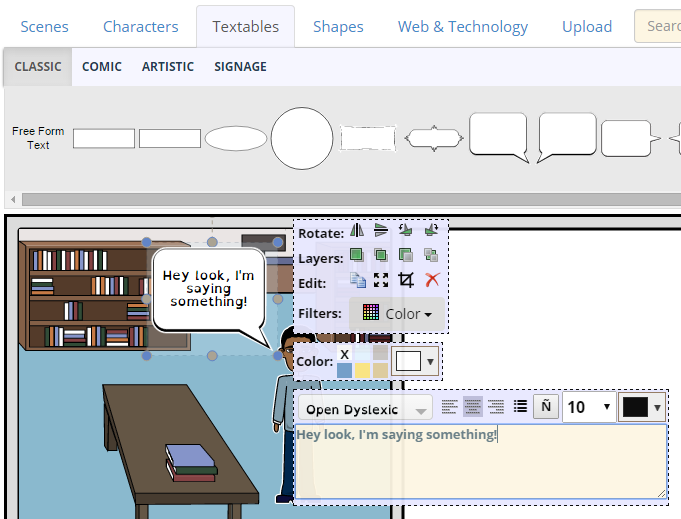 Scenes Characters Textables Shapes Web & Technology Upload Searc
CLASSIC COMIC ARTISTIC SIGNAGE
Free Form
Text
Rotate:
Layers:
Edit:
Filters: Color
Hey look, I'm
saying
something!
Color: X
Open Dyslexic Ñ 10
Hey look, I'm saying something!